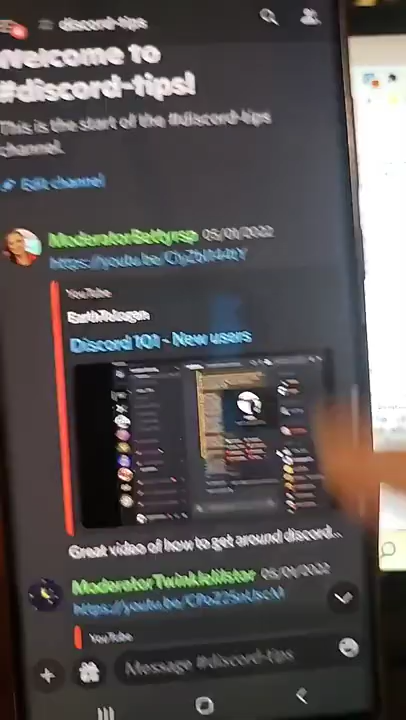 discord-tips
Welcome to
#discord-tips!
This is the start of the #discord-tips
channel.
Edit channel
ModeratorBettyrsp 05/01/2022
YouTube
Discord 101 - New users
Great video of how to get around discord...
ModeratorTwinklelilstar 05/01/2022
YouTube
Message #discord-tips